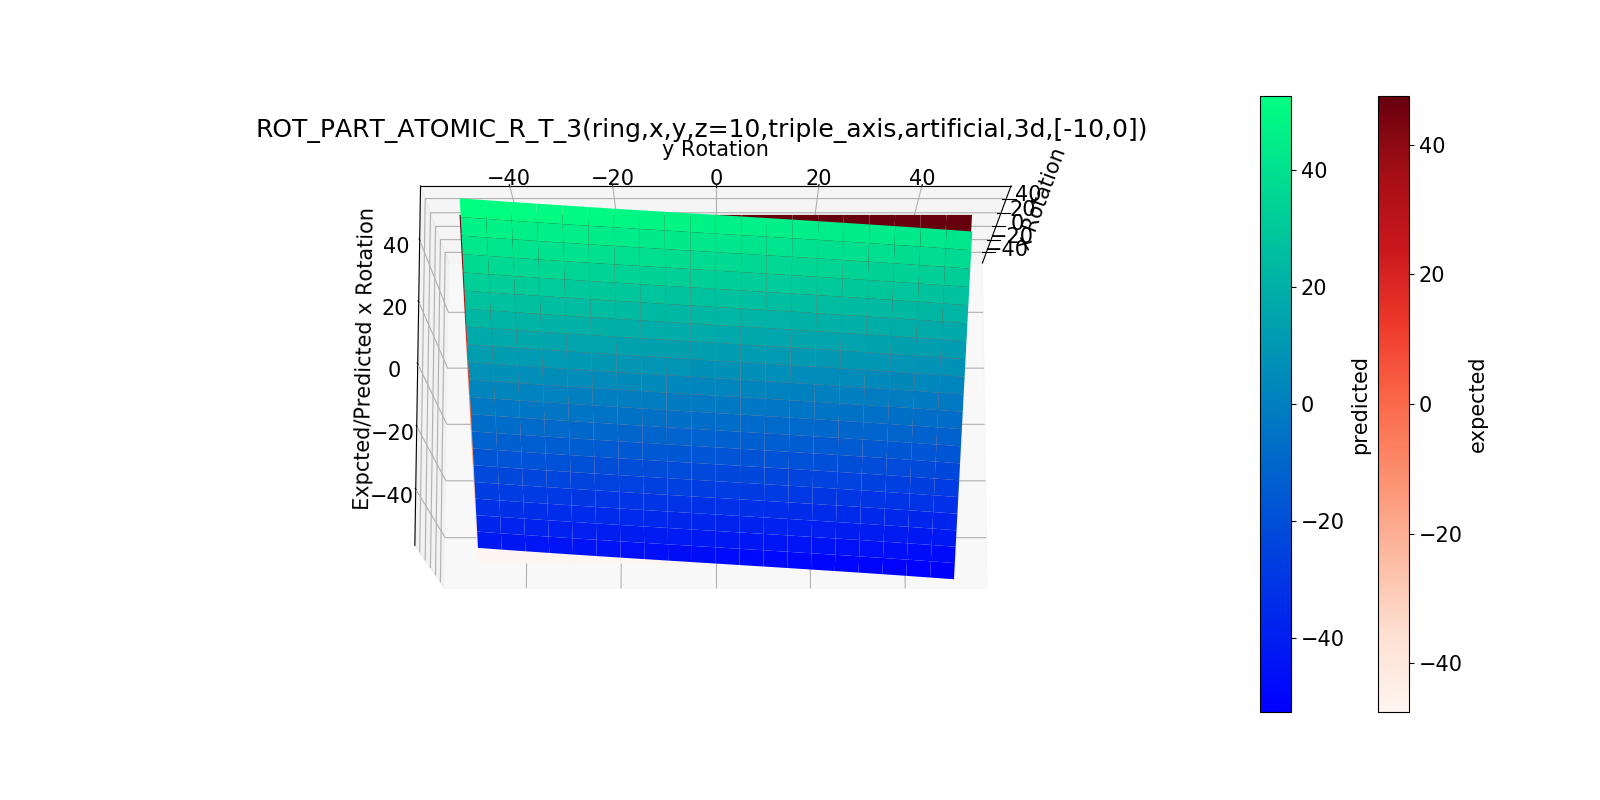 ROT_PART_ATOMIC_R_T_3(ring,x,y,z=10,triple_axis,artificial,3d,[-10,0])
y Rotation
−40 −20 0 20 40
x Rotation
40
20
0
−20
−40
Expcted/Predicted x Rotation
40
20
0
−20
−40
40
20
0
−20
−40
predicted
40
20
0
−20
−40
expected